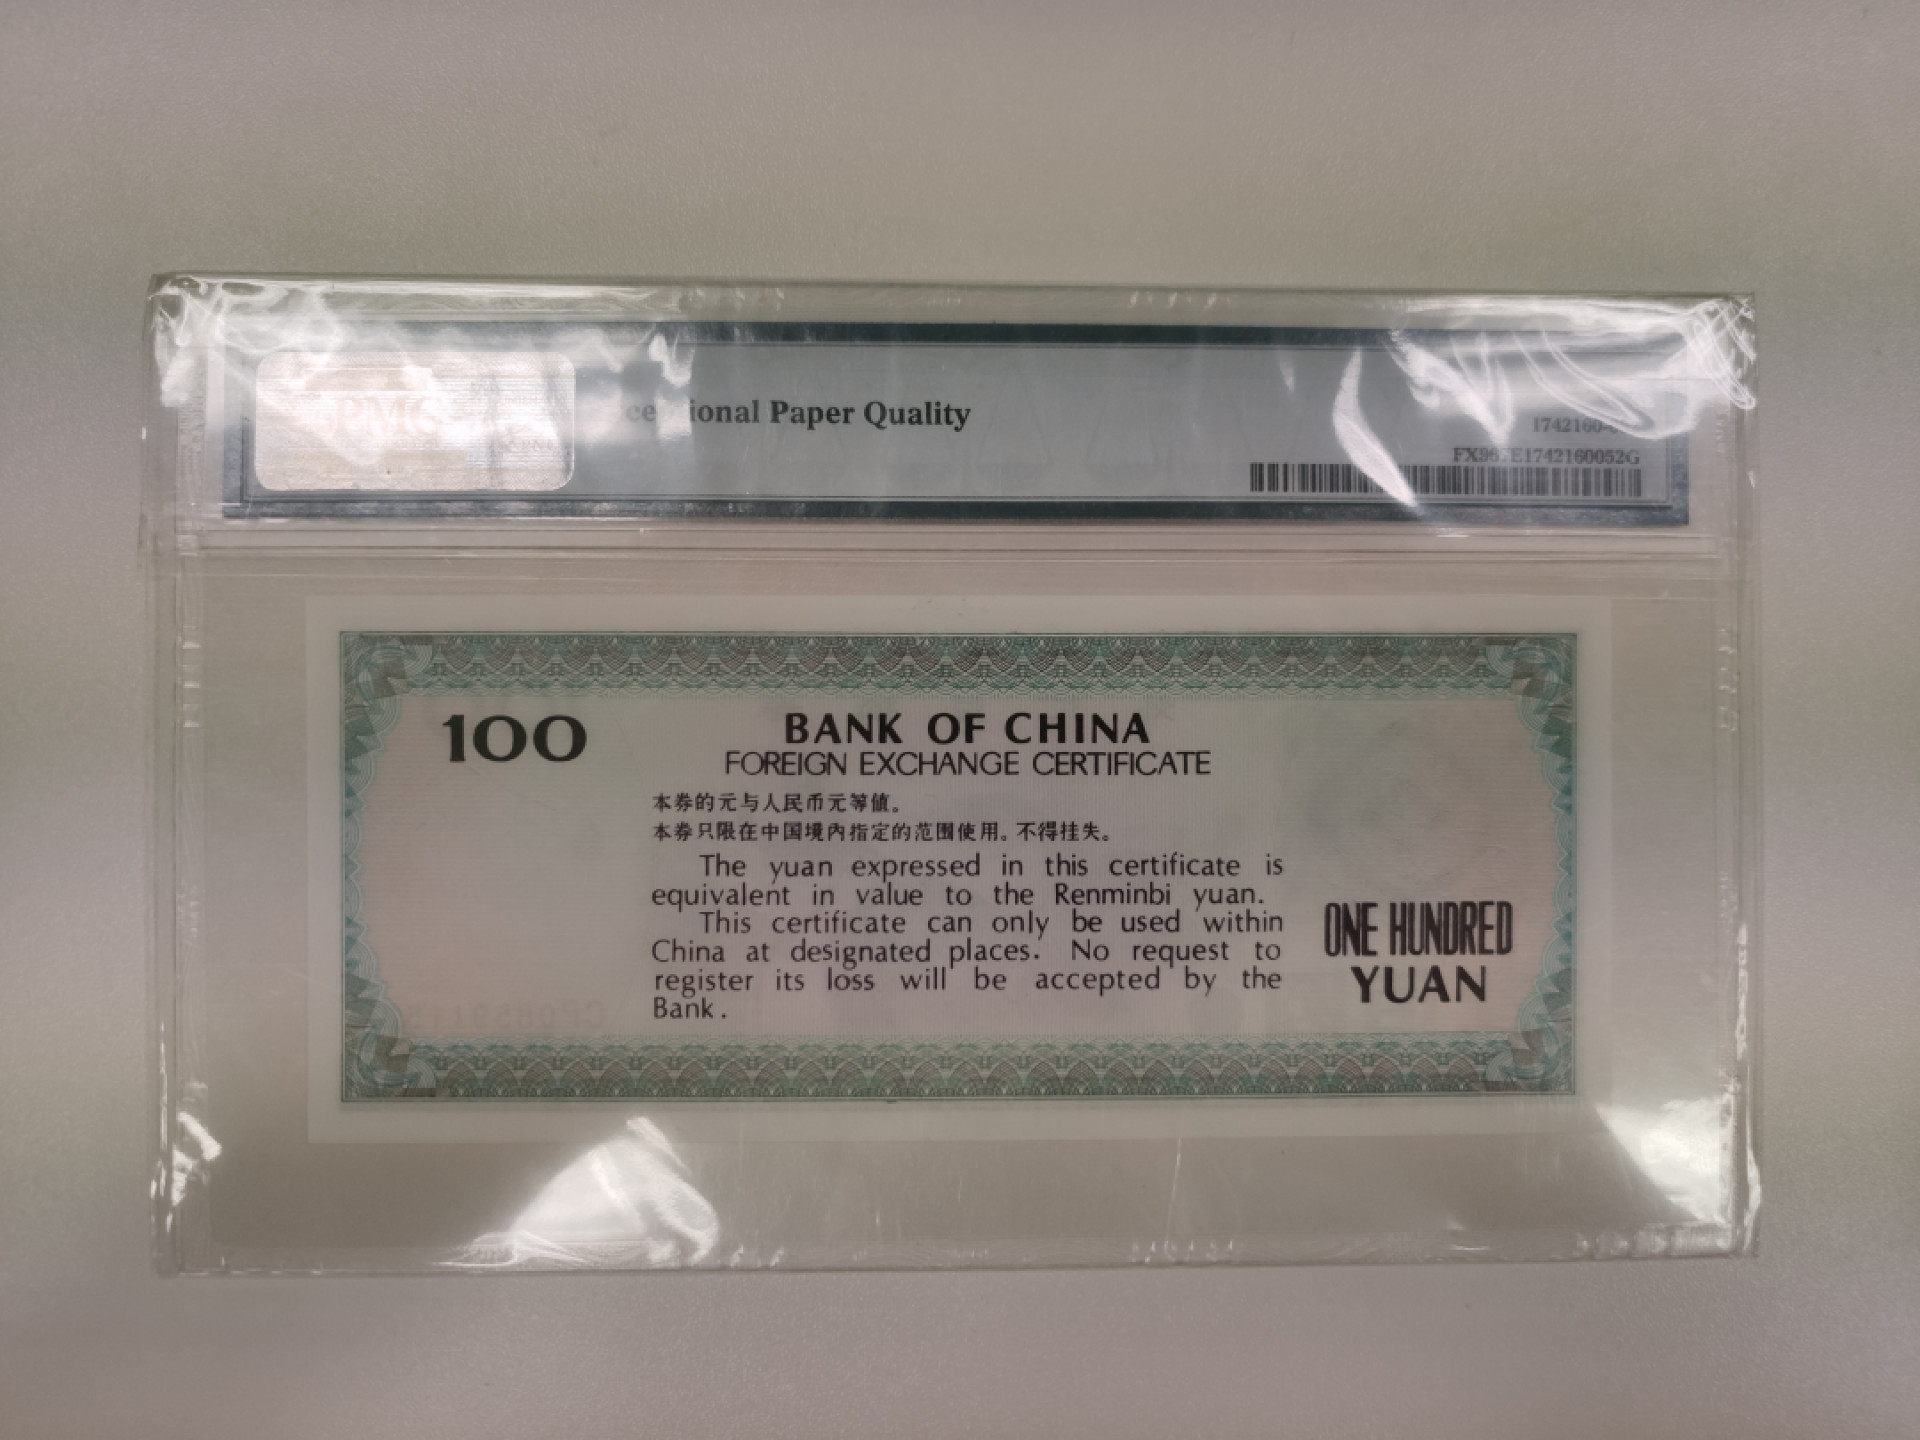 PMG
Paper Quality
FOREIGN EXCHANGE CERTIFICATE
100
BANK OF CHINA
本券的元与人民币元等值。
本券只限在中国境内指定的范围使用。不得挂失。
The yuan expressed in this certificate is
equivalent in value to the Renminbi yuan.
This certificate can only be used within
China at designated places. No request to
register its loss will be accepted by the
Bank.
ONE HUNDRED
YUAN